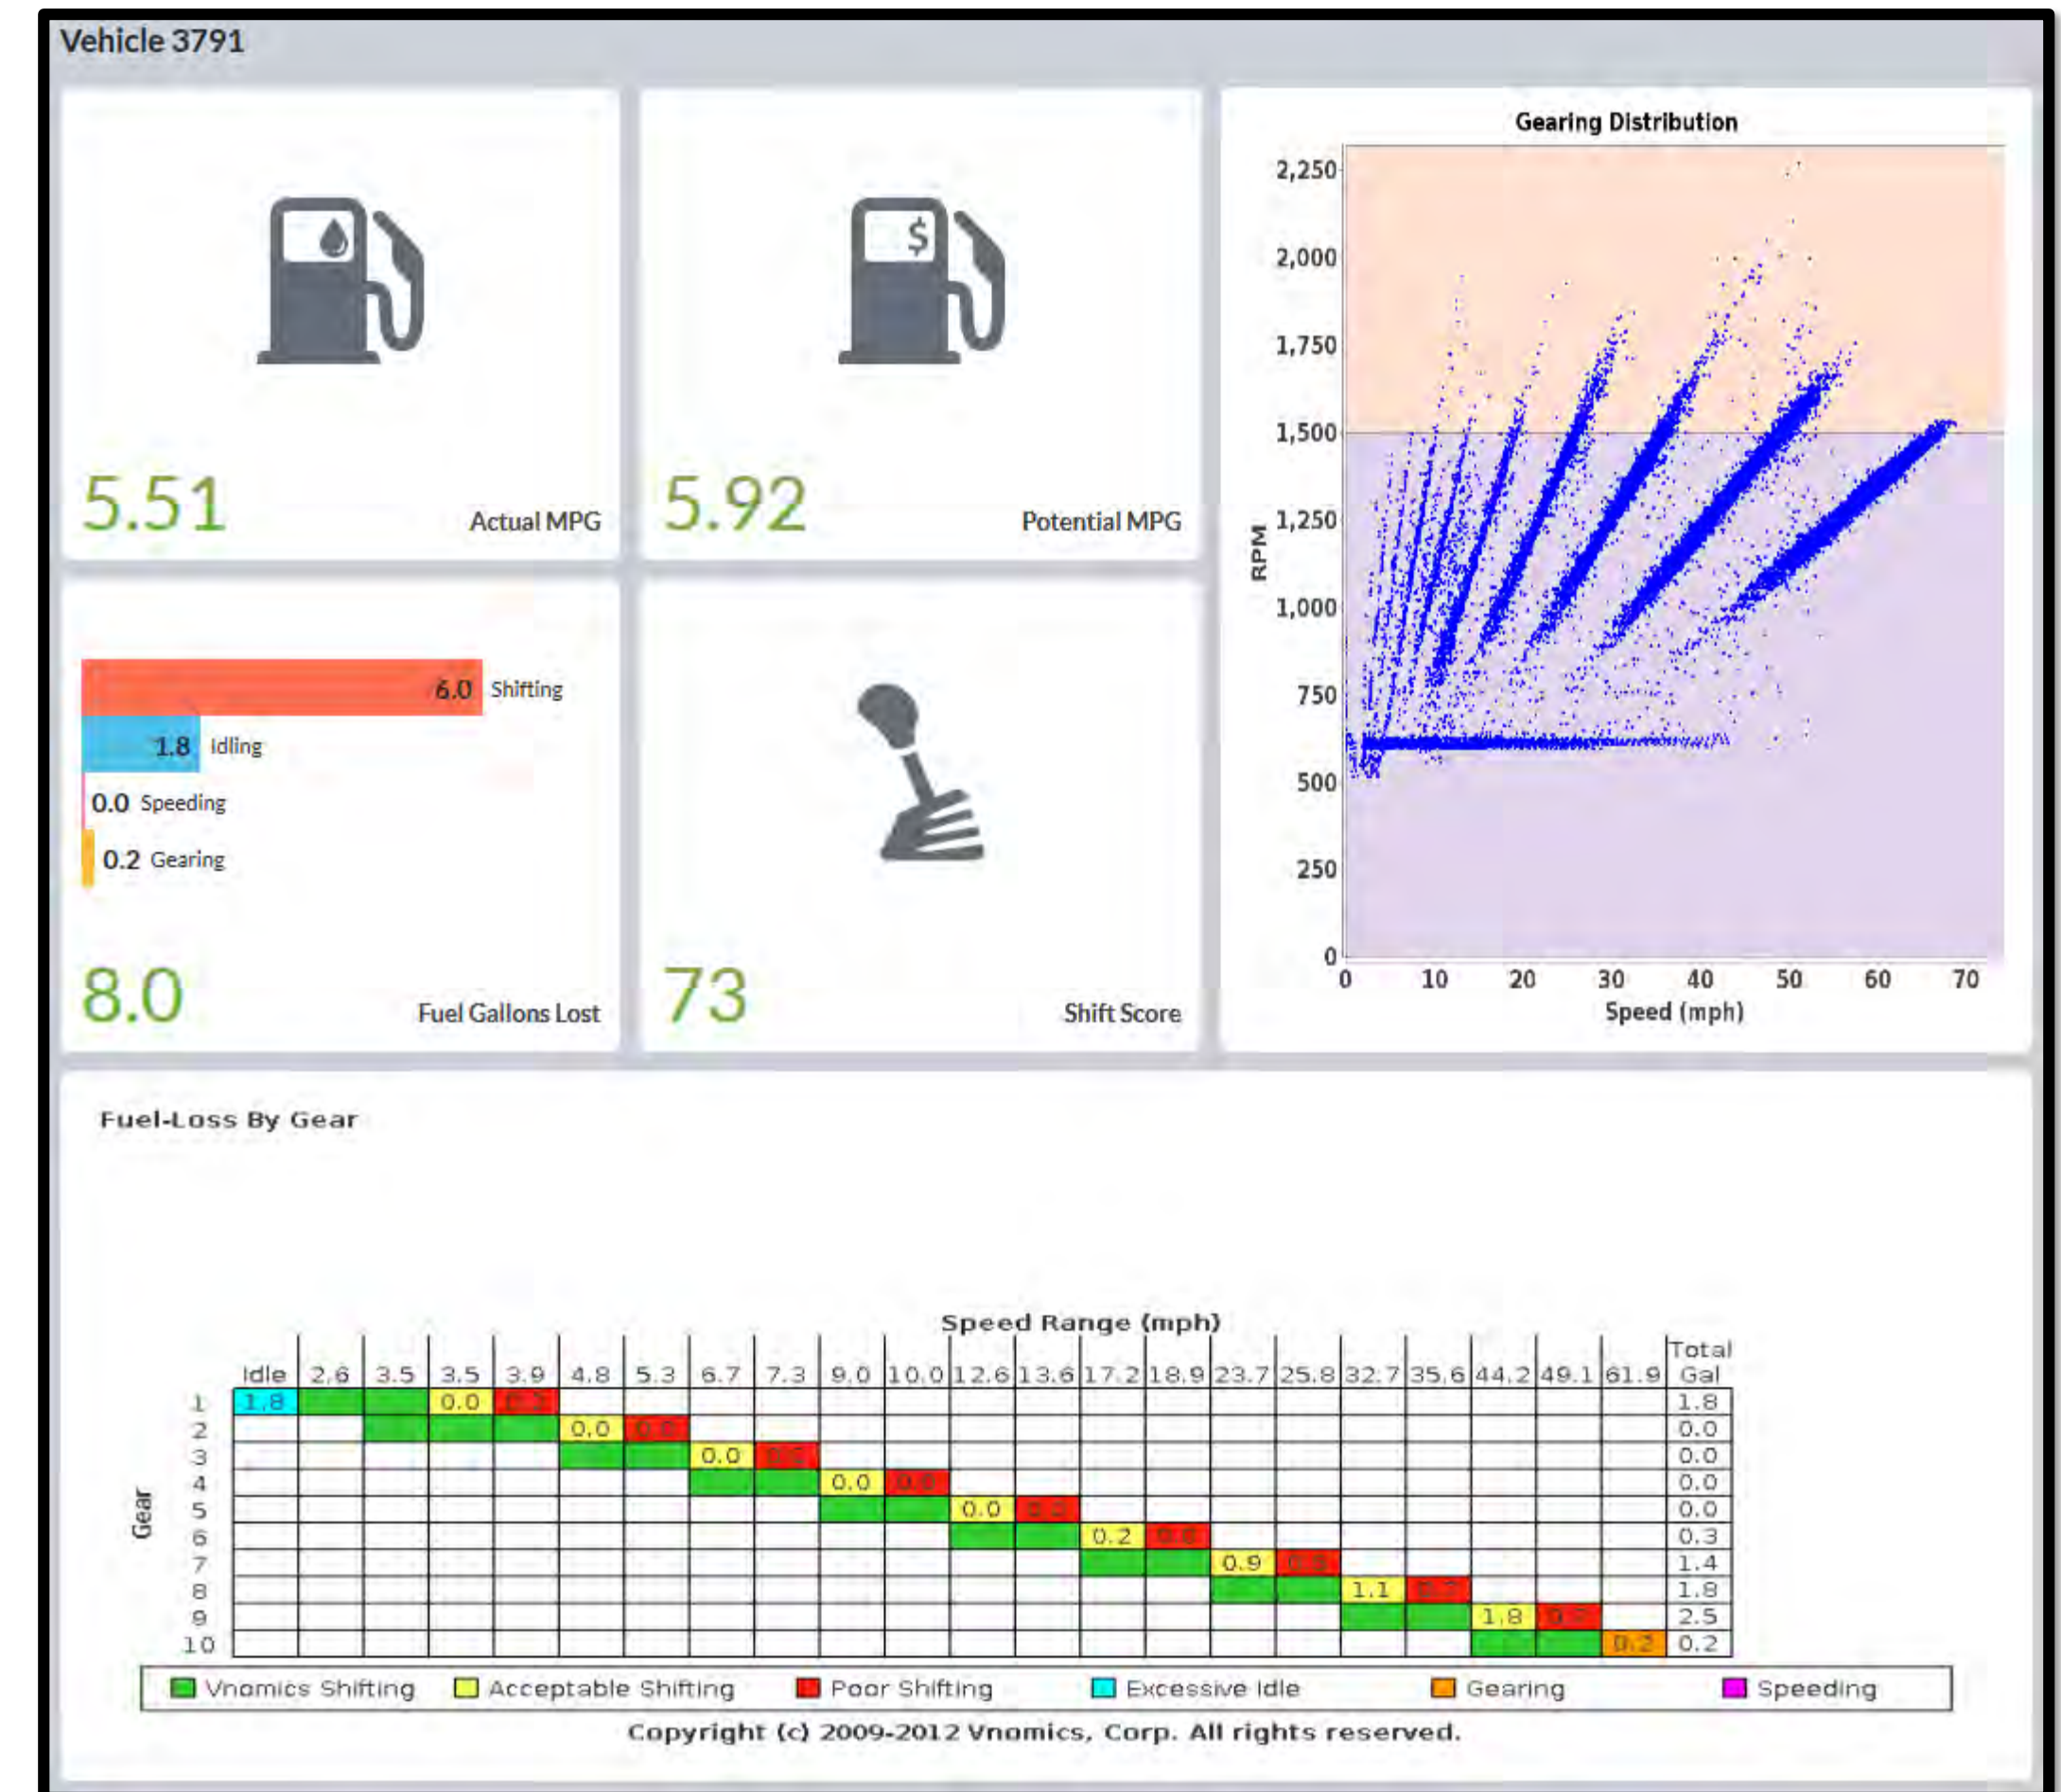 Vehicle 3791
5.51 Actual MPG
$
5.92 Potential MPG
6.0 Shifting
1.8 Idling
0.0 Speeding
0.2 Gearing
8.0 Fuel Gallons Lost
73 Shift Score
Gearing Distribution
2,250
2,000
1,750
1,500
1,250
1,000
750
500
250
0
RPM
0 10 20 30 40 50 60 70
Speed (mph)
Fuel-Loss By Gear
Speed Range (mph)
Idle 2.6 3.5 3.5 3.9 4.8 5.3 6.7 7.3 9.0 10.0 12.6 13.6 17.2 18.9 23.7 25.8 32.7 35.6 44.2 49.1 61.9 Total Gal
Gear
1 1.8 0.0 1.8
2 0.0 0.0
3 0.0 0.0
4 0.0 0.0
5 0.0 0.0
6 0.2 0.3
7 0.9 1.4
8 1.1 1.8
9 1.8 2.5
10 0.2 0.2
Vnomics Shifting Acceptable Shifting Poor Shifting Excessive Idle Gearing Speeding
Copyright (c) 2009-2012 Vnomics, Corp. All rights reserved.